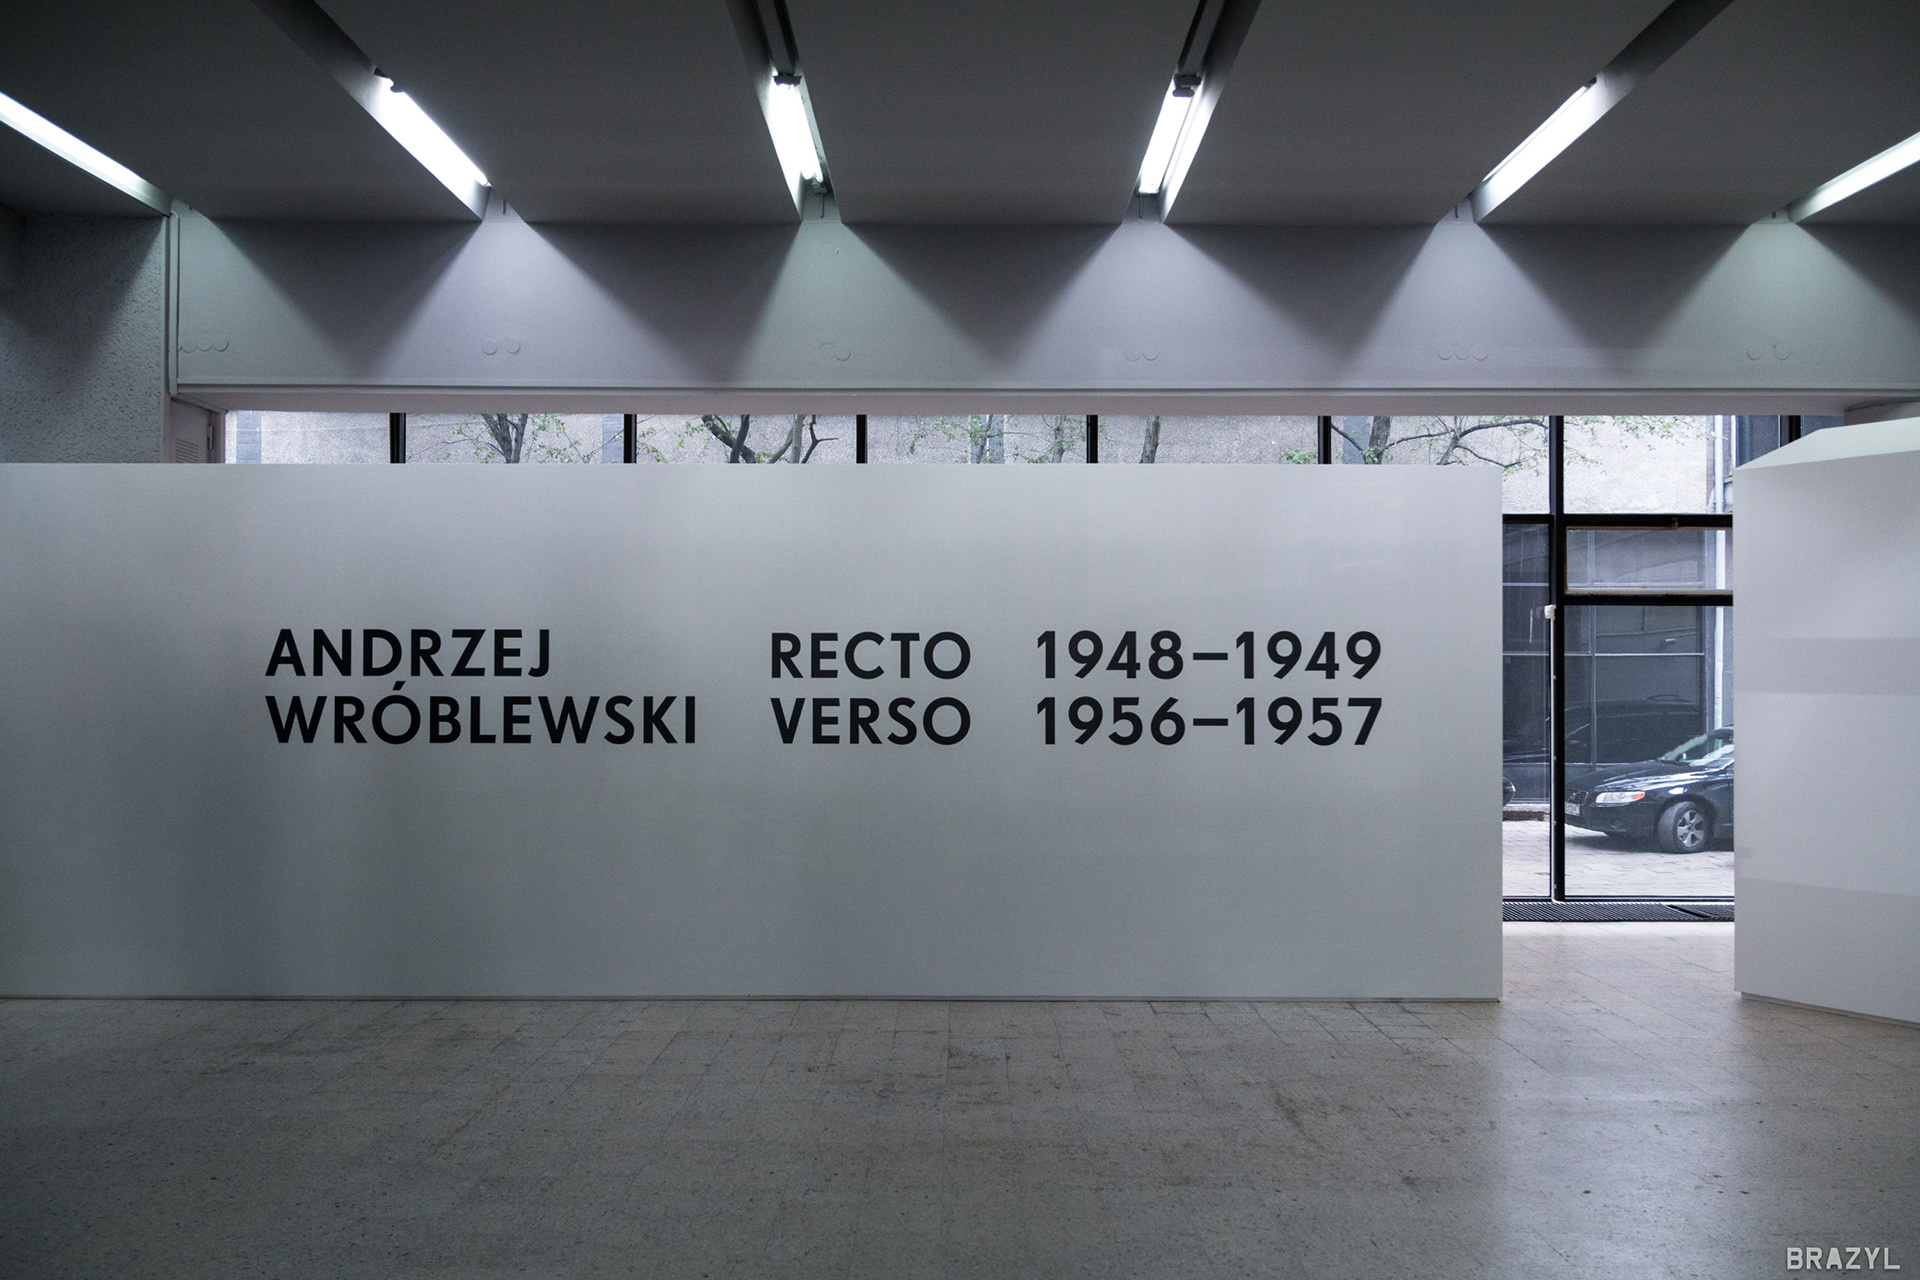 ANDRZEJ RECTO 1948–1949
WRÓBLEWSKI VERSO 1956–1957
BRAZYL